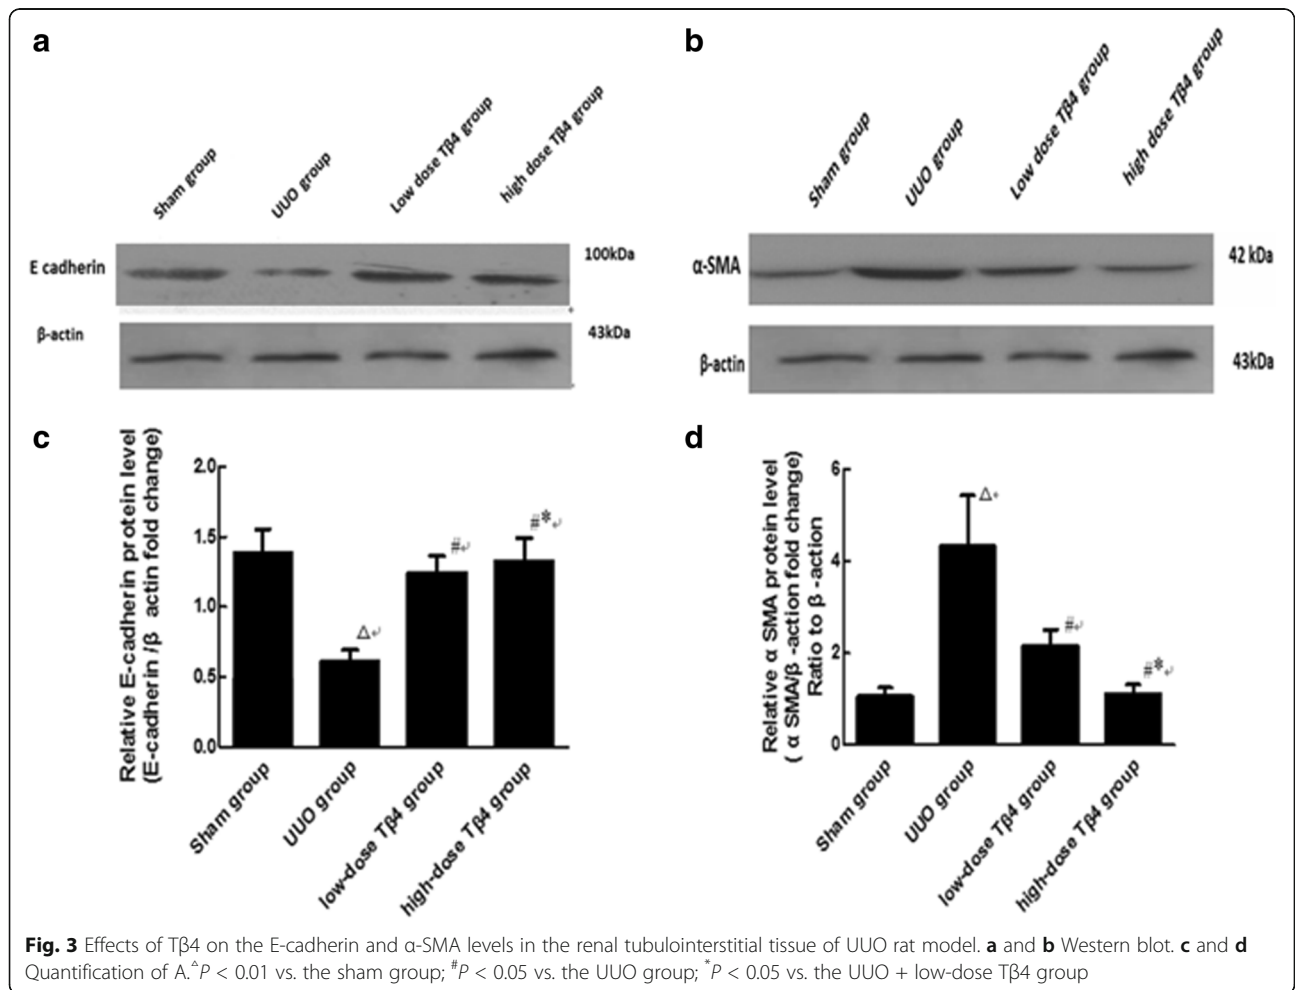 a
Sham group
UUO group
Low dose Tβ4 group
high dose Tβ4 group
E cadherin
100kDa
β-actin
43kDa
b
Sham group
UUO group
Low dose Tβ4 group
high dose Tβ4 group
α-SMA
42 kDa
β-actin
43kDa
c
Relative E-cadherin protein level
(E-cadherin /β actin fold change)
2.0
1.5
1.0
0.5
0.0
Δ↵
#↵
#*↵
Sham group
UUO group
low-dose Tβ4 group
high-dose Tβ4 group
d
Relative α SMA protein level
( α SMA/β -action fold change)
Ratio to β -action
6
4
2
0
Δ↵
#↵
#*↵
Sham group
UUO group
low-dose Tβ4 group
high-dose Tβ4 group
Fig. 3 Effects of Tβ4 on the E-cadherin and α-SMA levels in the renal tubulointerstitial tissue of UUO rat model. a and b Western blot. c and d
Quantification of A.△P < 0.01 vs. the sham group; #P < 0.05 vs. the UUO group; *P < 0.05 vs. the UUO + low-dose Tβ4 group